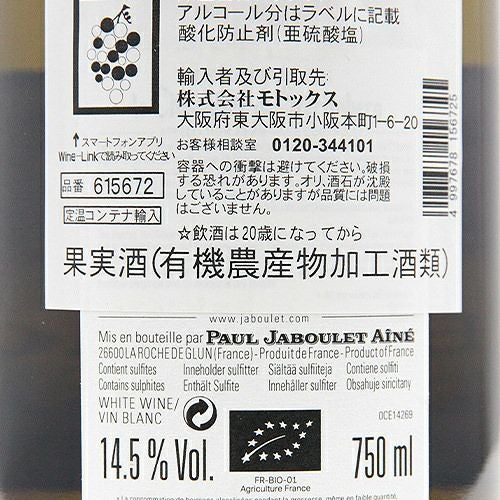 アルコール分はラベルに記載
酸化防止剤(亜硫酸塩)
輸入者及び引取先:
株式会社モトックス
大阪府東大阪市小阪本町1-6-20
↑スマートフォンアプリ
Wine-Linkで読み取ってください
お客様相談室 0120-344101
容器への衝撃は避けてください。破損
する恐れがあります。オリ、酒石が沈殿
していることがありますが品質には問題
はございません。
品番 615672
定温コンテナ輸入
4 997678 156725
☆飲酒は20歳になってから
果実酒(有機農産物加工酒類)
www.jaboulet.com
Mis en bouteille par PAUL JABOULET AÎNÉ
26600 LA ROCHE DE GLUN (France) - Produit de France - Product of France
Contient sulfites Inneholder sulfitter Siältää sulfiiteja Contiene solfiti
Contains sulphites Enthält Sulfite Innehåller sulfiter Obsahuje siricitany
WHITE WINE/
VIN BLANC
OCE14269
14.5 % Vol.
750 ml
FR-BIO-01
Agriculture France